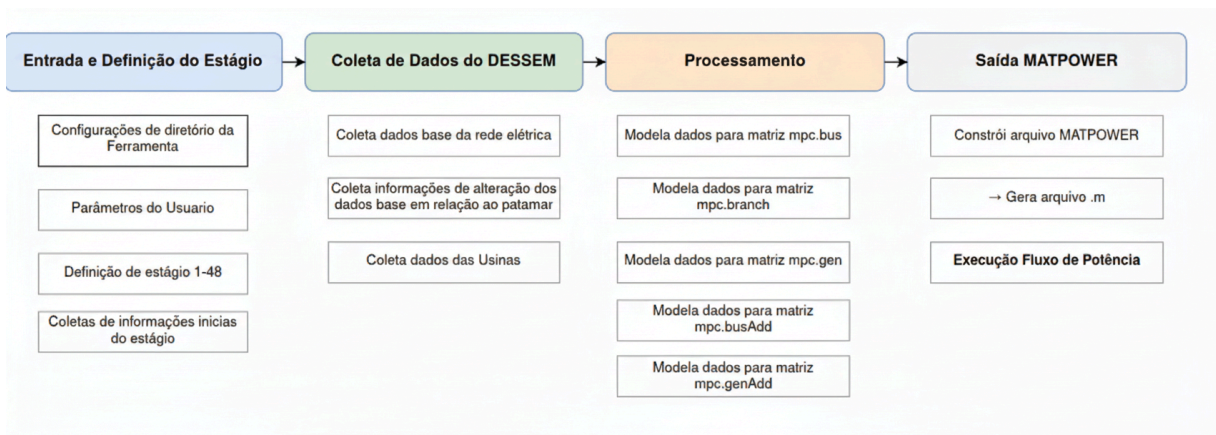 Entrada e Definição do Estágio
Configurações de diretório da
Ferramenta
Parâmetros do Usuario
Definição de estágio 1-48
Coletas de informações inicias
do estágio
Coleta de Dados do DESSEM
Coleta dados base da rede elétrica
Coleta informações de alteração dos
dados base em relação ao patamar
Coleta dados das Usinas
Processamento
Modela dados para matriz mpc.bus
Modela dados para matriz
mpc.branch
Modela dados para matriz mpc.gen
Modela dados para matriz
mpc.busAdd
Modela dados para matriz
mpc.genAdd
Saída MATPOWER
Constrói arquivo MATPOWER
→ Gera arquivo .m
Execução Fluxo de Potência